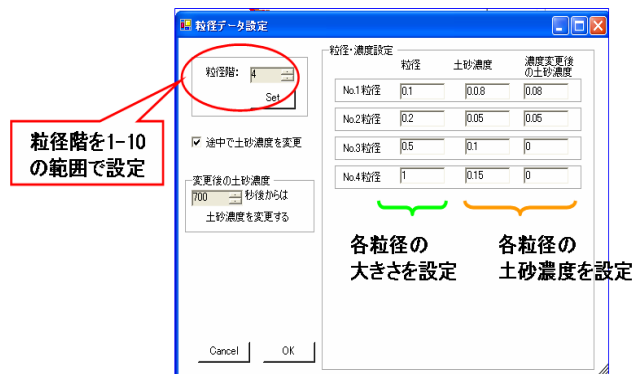 粒径データ設定
粒径階: 4
Set
途中で土砂濃度を変更
変更後の土砂濃度
700 秒後からは
土砂濃度を変更する
Cancel OK
粒径・濃度設定
粒径 土砂濃度 濃度変更後
の土砂濃度
No.1粒径 0.1 0.0.8 0.08
No.2粒径 0.2 0.05 0.05
No.3粒径 0.5 0.1 0
No.4粒径 1 0.15 0
粒径階を1-10
の範囲で設定
各粒径の
大きさを設定
各粒径の
土砂濃度を設定